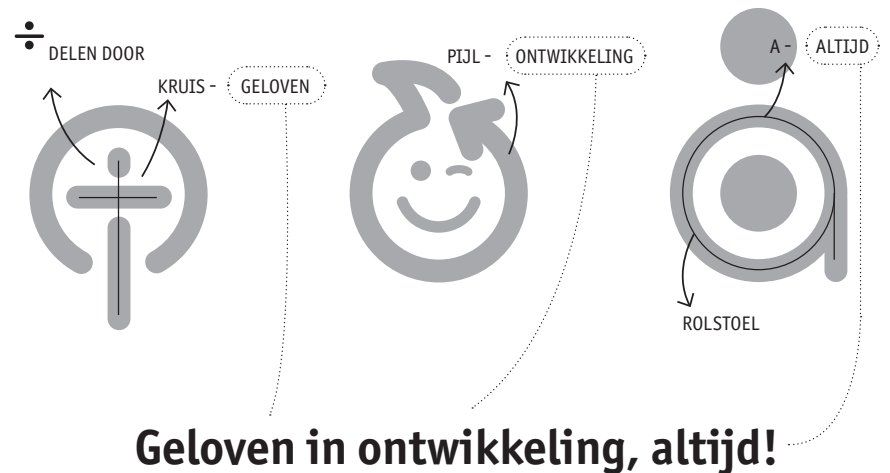 ÷
DELEN DOOR
KRUIS - GELOVEN
PIJL - ONTWIKKELING
A - ALTIJD
ROLSTOEL
Geloven in ontwikkeling, altijd!